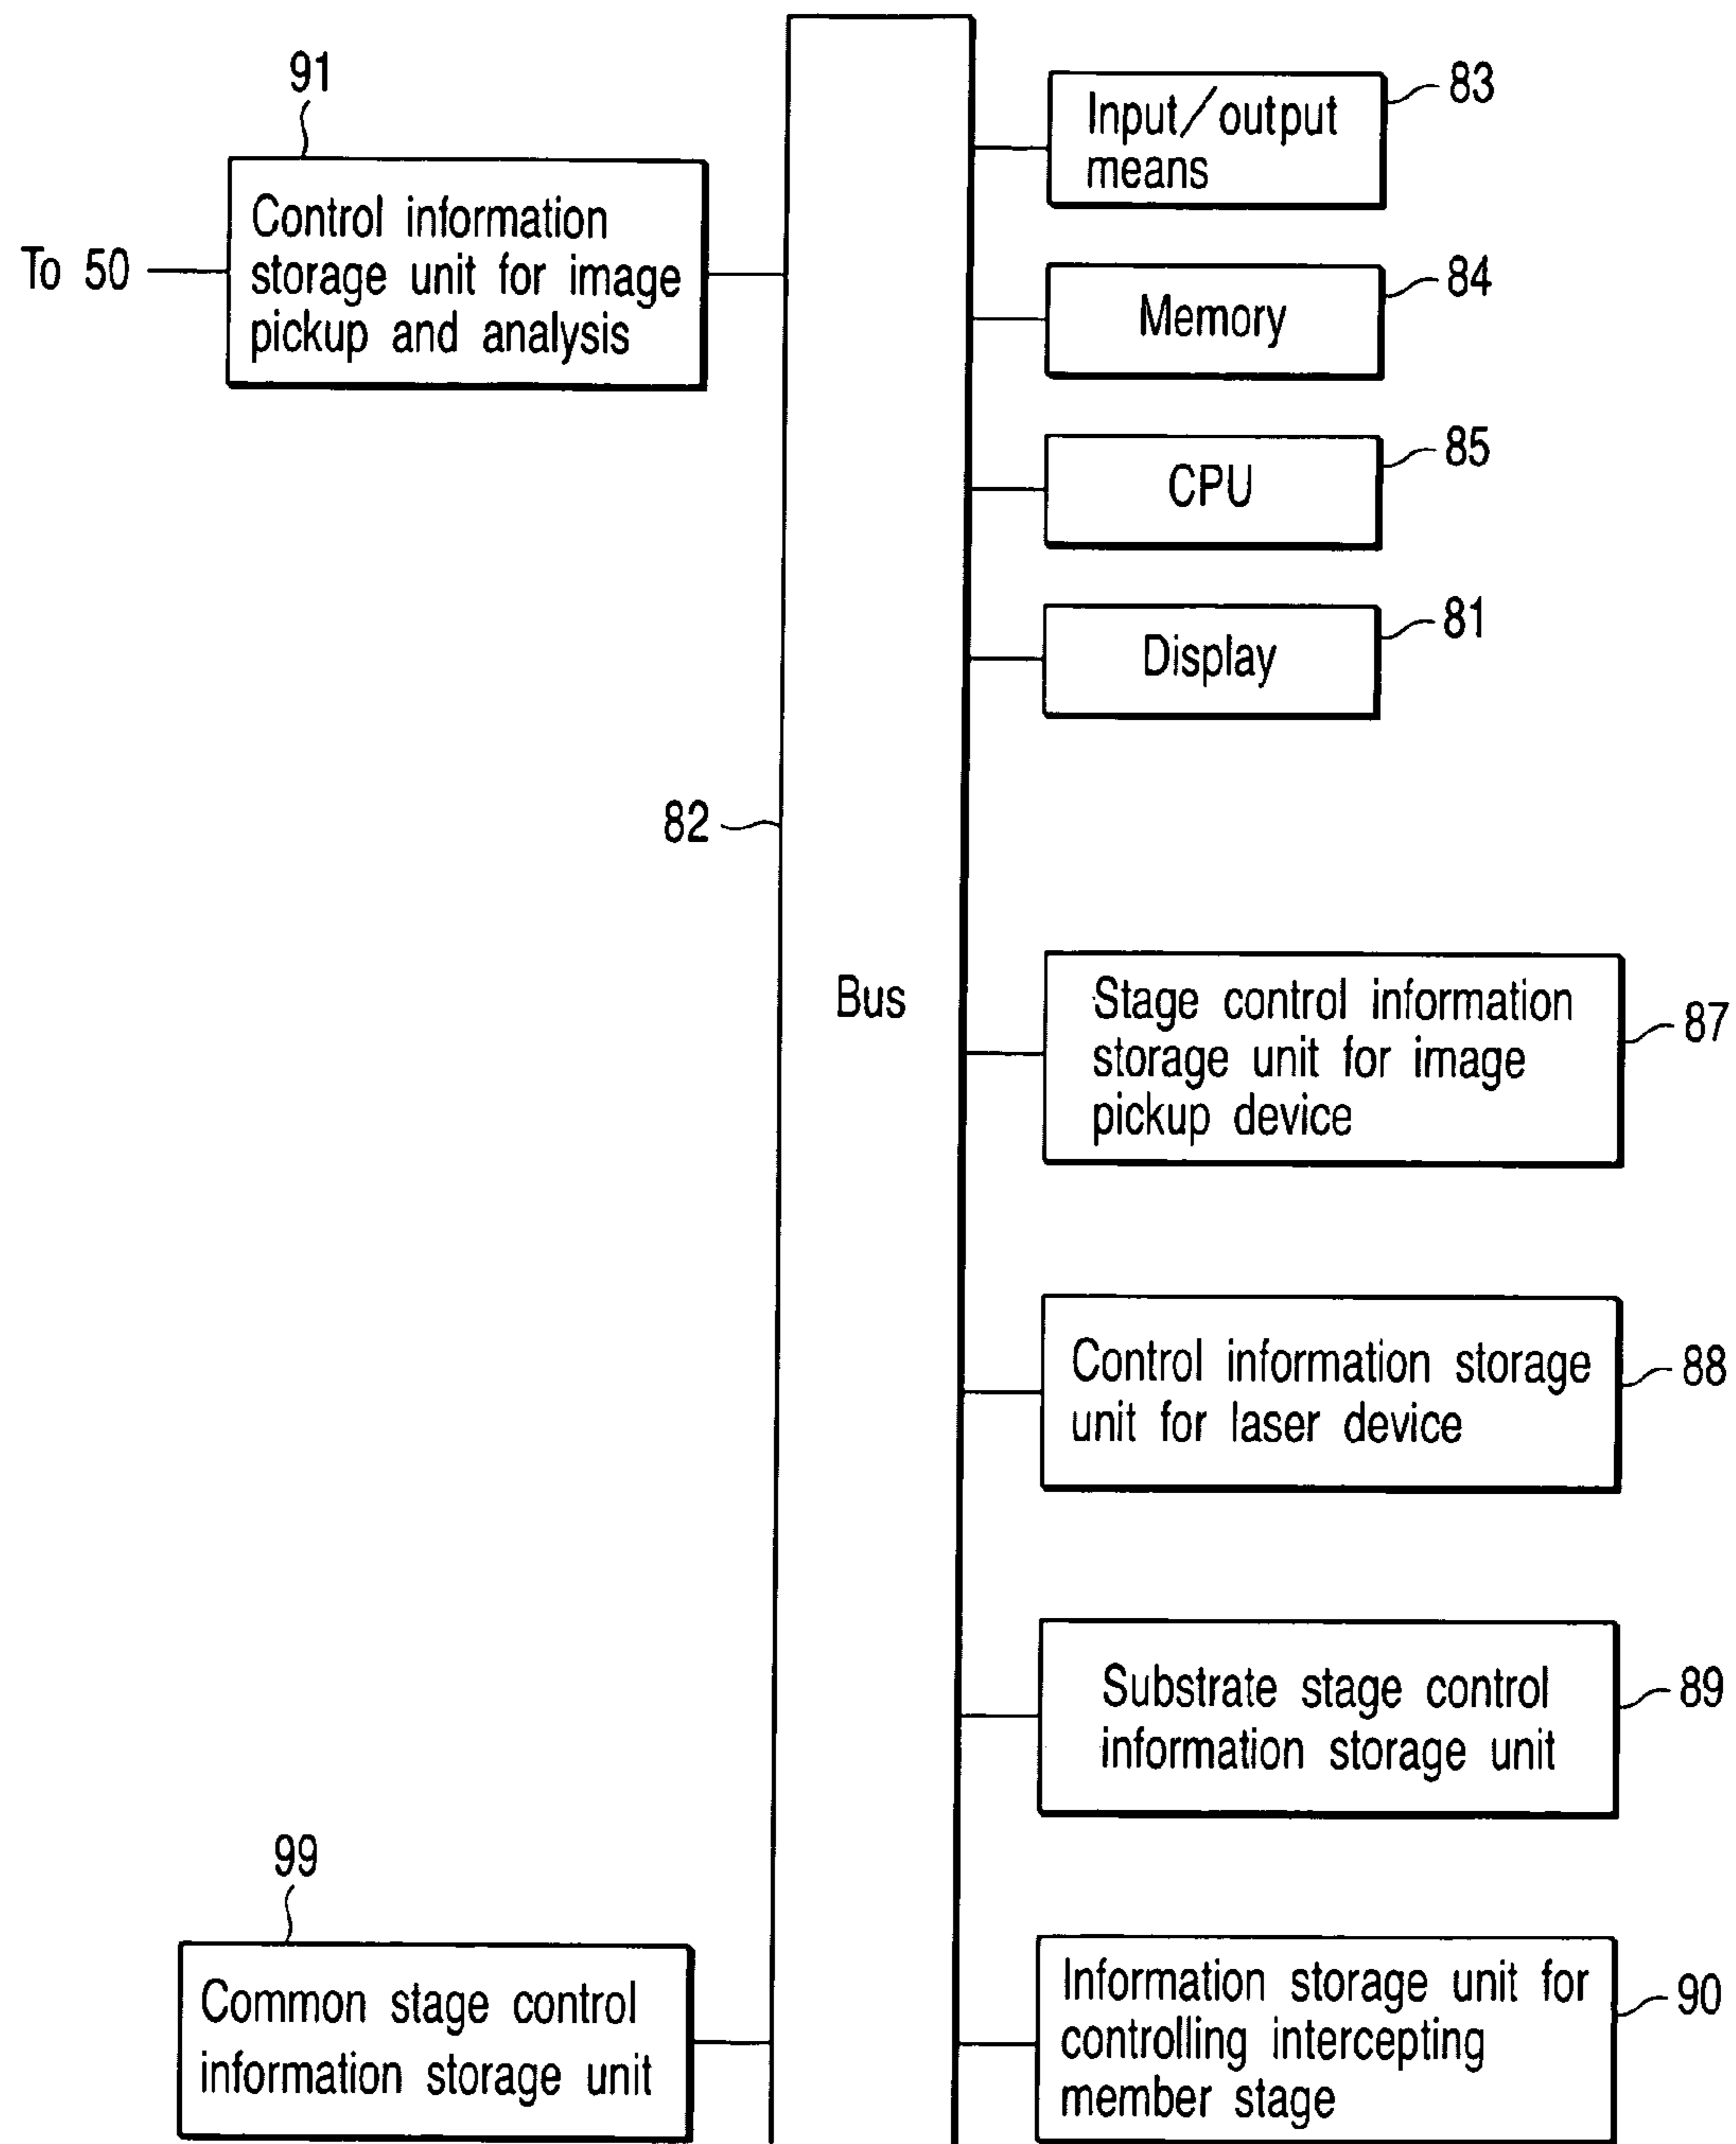 91
Control information
storage unit for image
pickup and analysis
To 50
83
Input/output
means
84
Memory
85
CPU
81
Display
82
Bus
87
Stage control information
storage unit for image
pickup device
88
Control information storage
unit for laser device
89
Substrate stage control
information storage unit
99
Common stage control
information storage unit
90
Information storage unit for
controlling intercepting
member stage